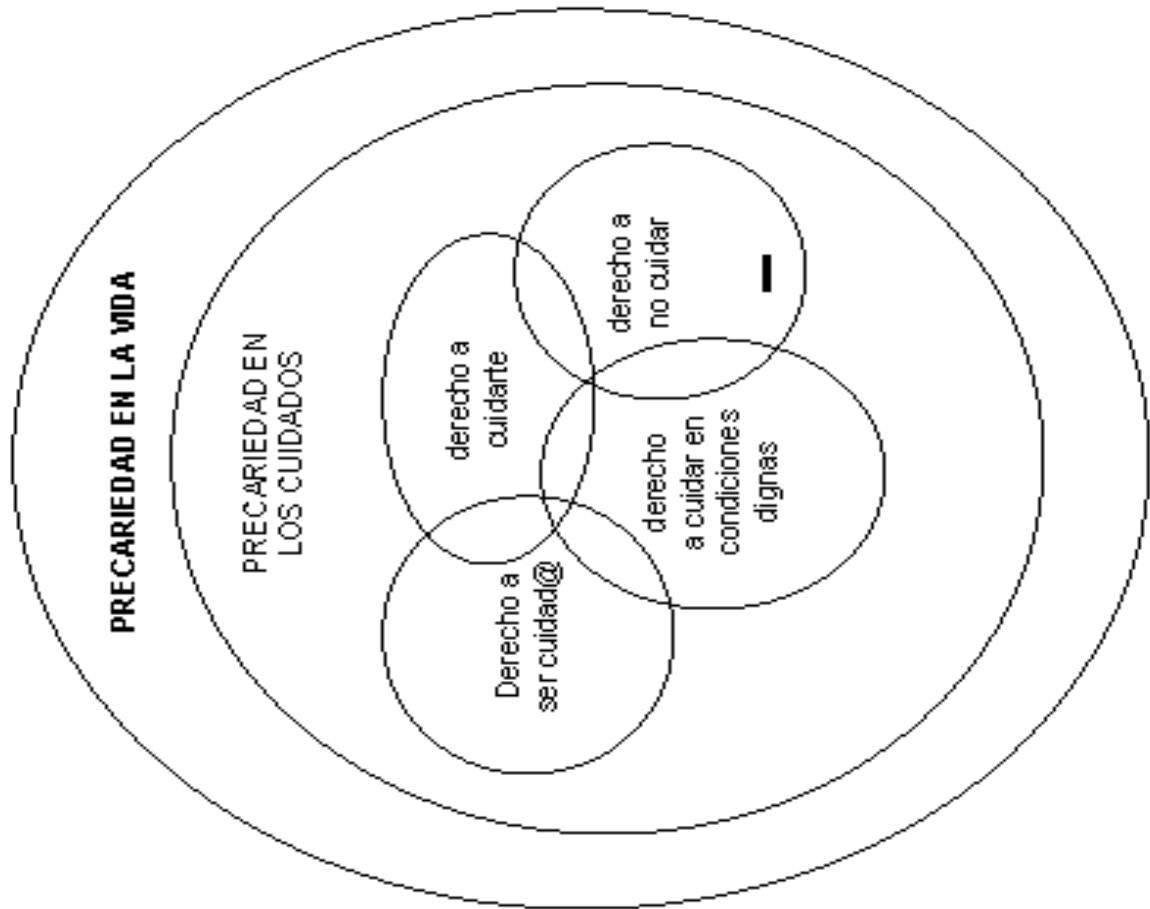 PRECARIEDAD EN LA VIDA
PRECARIEDAD EN
LOS CUIDADOS
Derecho a
ser cuidad@
derecho a
cuidarte
derecho
a cuidar en
condiciones
dignas
derecho a
no cuidar